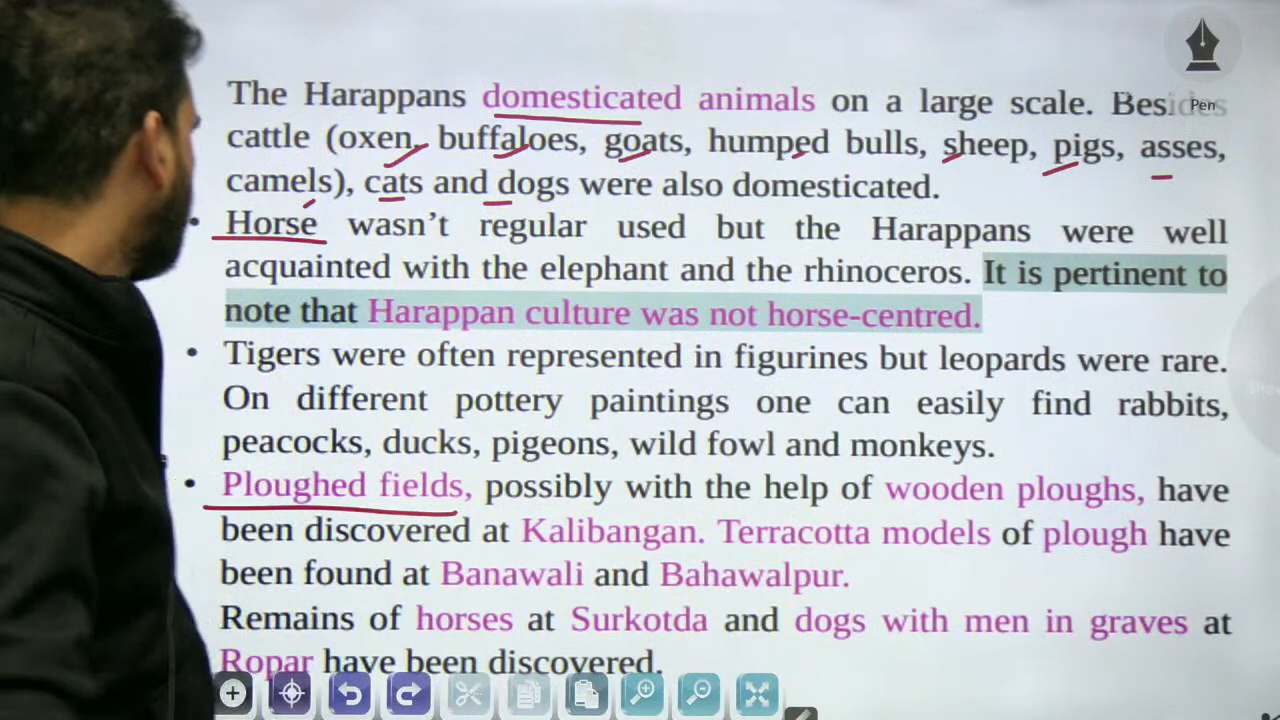 The Harappans domesticated animals on a large scale. Besides
Pen
cattle (oxen, buffaloes, goats, humped bulls, sheep, pigs, asses,
camels), cats and dogs were also domesticated.
• Horse wasn’t regular used but the Harappans were well
acquainted with the elephant and the rhinoceros. It is pertinent to
note that Harappan culture was not horse-centred.
• Tigers were often represented in figurines but leopards were rare.
On different pottery paintings one can easily find rabbits,
peacocks, ducks, pigeons, wild fowl and monkeys.
• Ploughed fields, possibly with the help of wooden ploughs, have
been discovered at Kalibangan. Terracotta models of plough have
been found at Banawali and Bahawalpur.
Remains of horses at Surkotda and dogs with men in graves at
Ropar have been discovered.